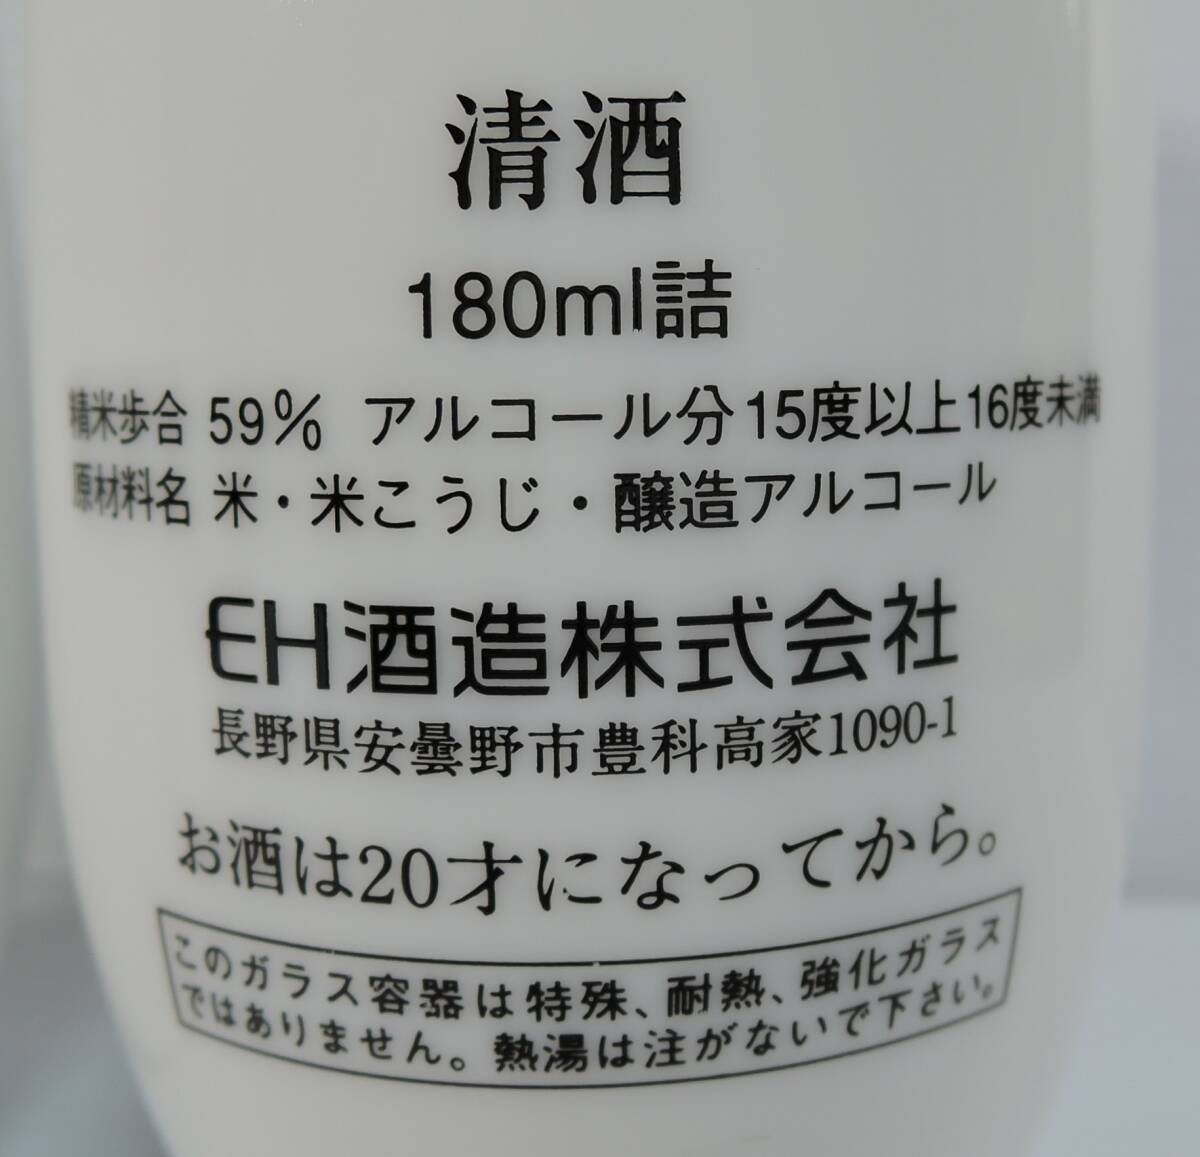 清酒
180ml詰
精米歩合 59% アルコール分15度以上16度未満
原材料名 米・米こうじ・醸造アルコール
EH酒造株式会社
長野県安曇野市豊科高家1090-1
お酒は20才になってから。
このガラス容器は特殊、耐熱、強化ガラス
ではありません。熱湯は注がないで下さい。